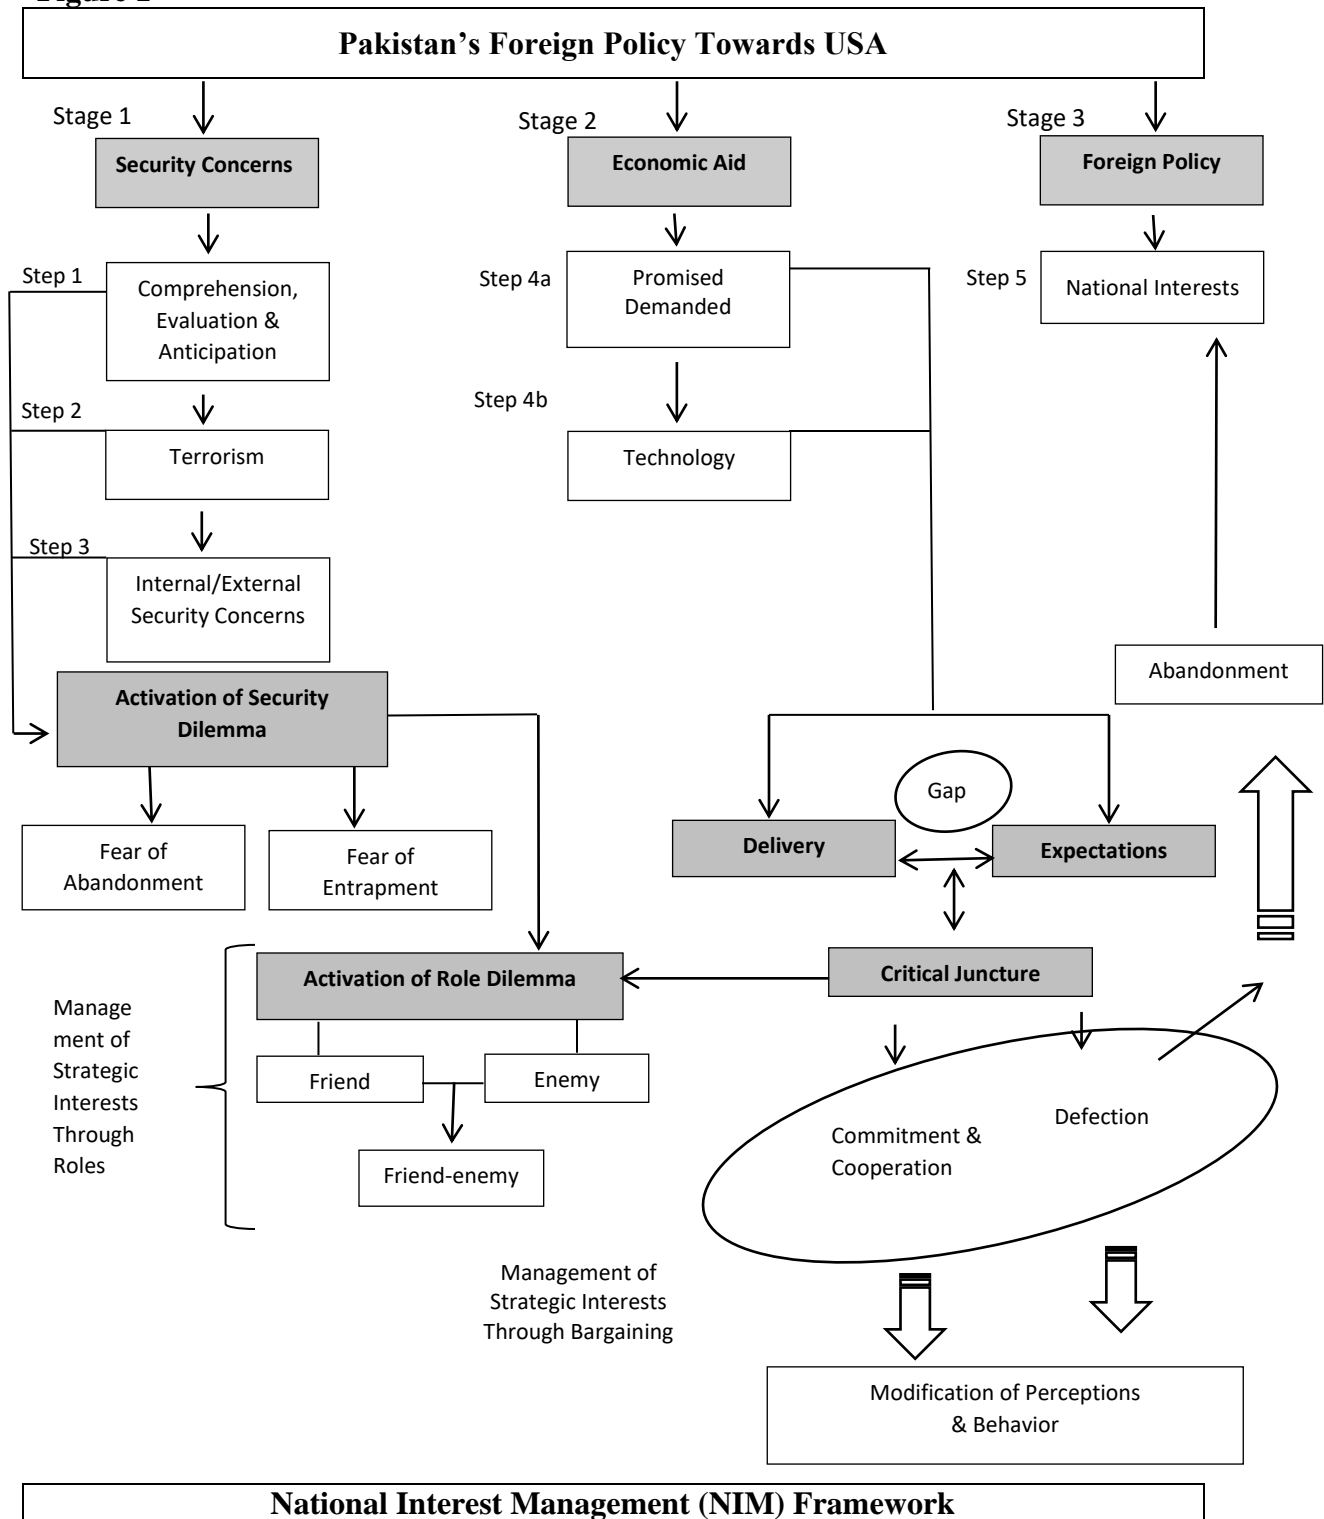 Pakistan's Foreign Policy Towards USA
Stage 1
Stage 2
Stage 3
Security Concerns
Economic Aid
Foreign Policy
Step 1
Comprehension,
Evaluation &
Anticipation
Step 4a
Promised
Demanded
Step 5
National Interests
Step 2
Terrorism
Step 4b
Technology
Step 3
Internal/External
Security Concerns
Abandonment
Activation of Security
Dilemma
Gap
Fear of
Abandonment
Fear of
Entrapment
Delivery
Expectations
Activation of Role Dilemma
Critical Juncture
Manage
ment of
Strategic
Interests
Through
Roles
Friend
Enemy
Friend-enemy
Commitment &
Cooperation
Defection
Management of
Strategic Interests
Through Bargaining
Modification of Perceptions
& Behavior
National Interest Management (NIM) Framework